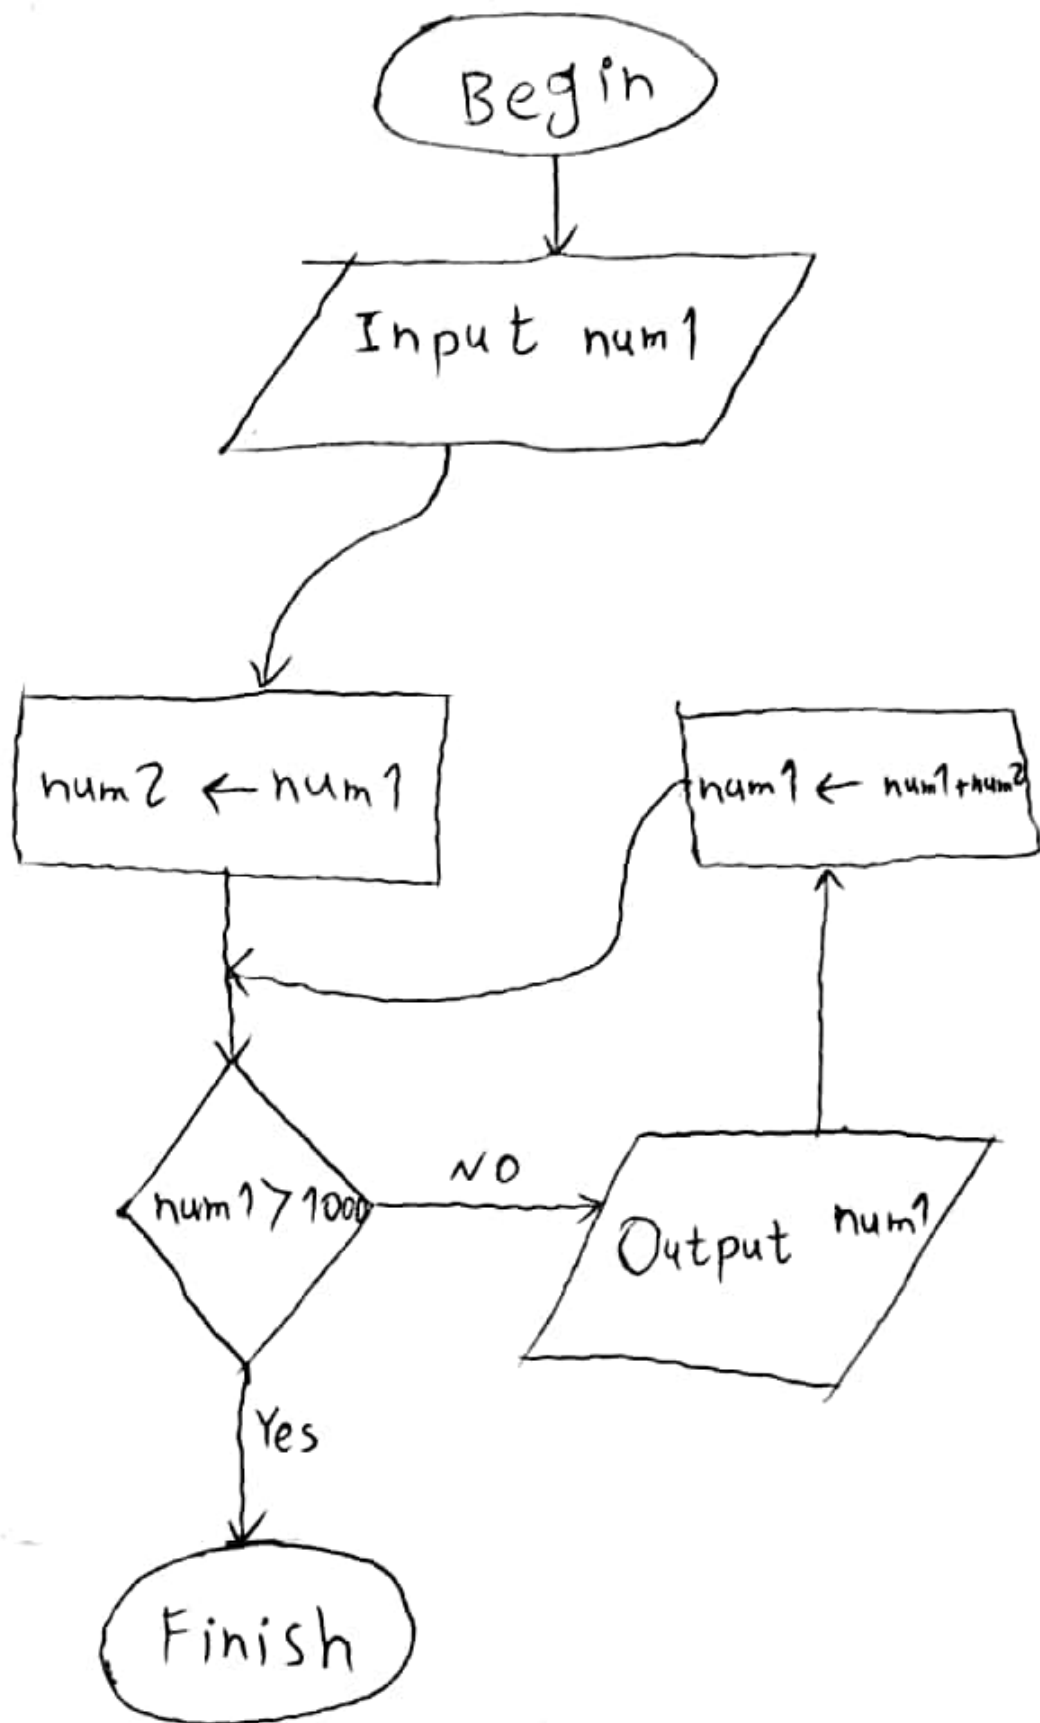 Begin
Input num1
num2 ← num1
num1 ← num1+num2
num1>1000
NO
Output num1
Yes
Finish